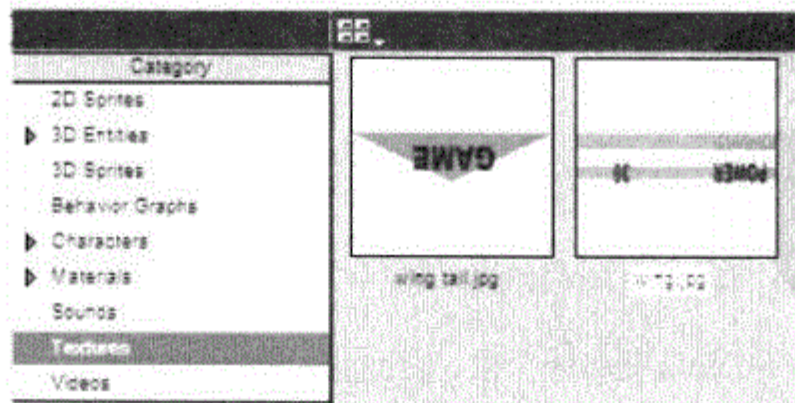 Category
2D Sprites
3D Entities
3D Sprites
Behavior Graphs
Characters
Materials
Sounds
Textures
Videos
GAME
wing tail.jpg
POWER